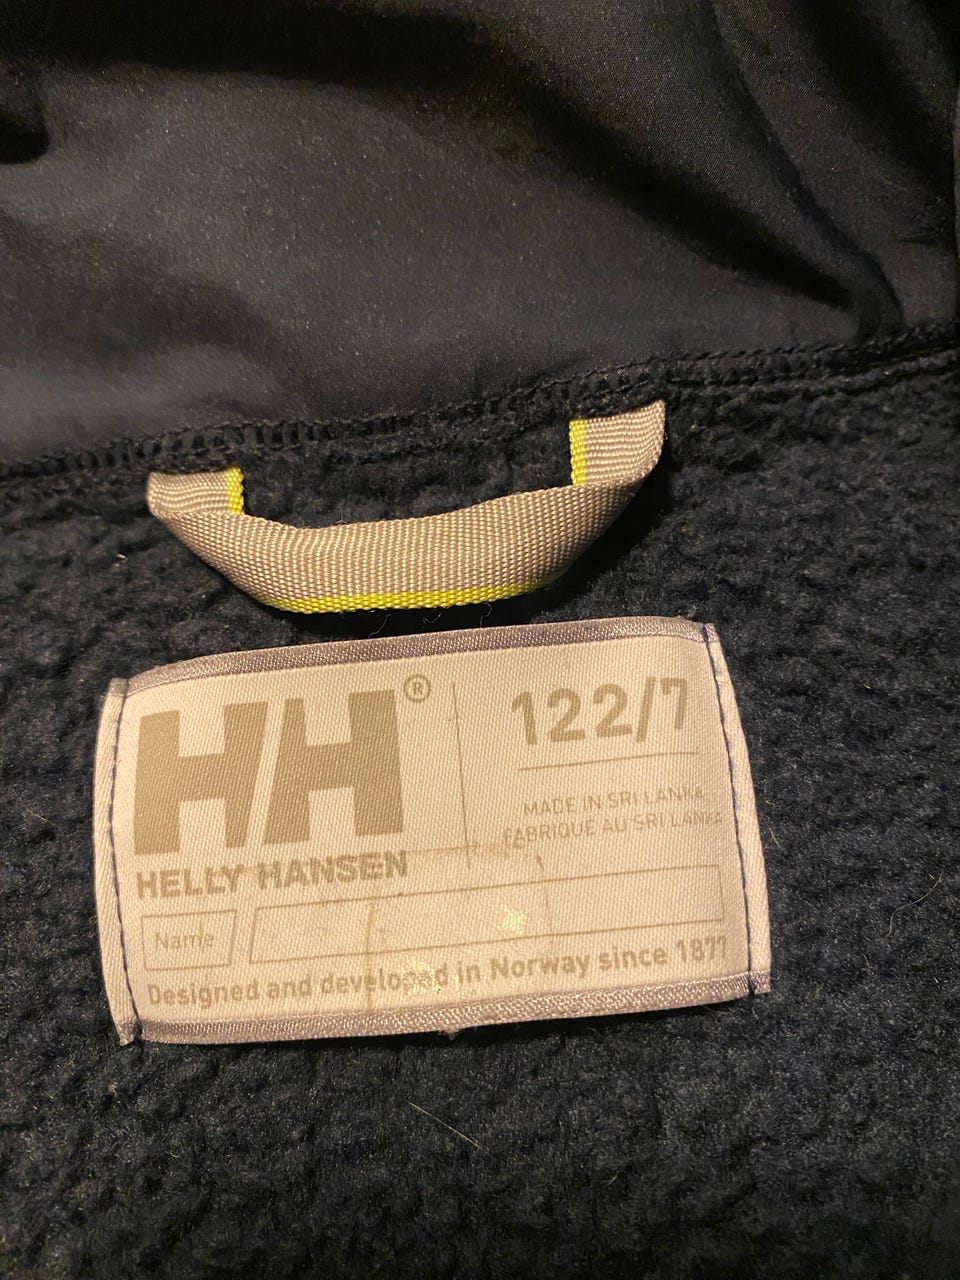 HH®
HELLY HANSEN
122/7
MADE IN SRI LANKA
FABRIQUE AU SRI LANKA
Name
Designed and developed in Norway since 1877